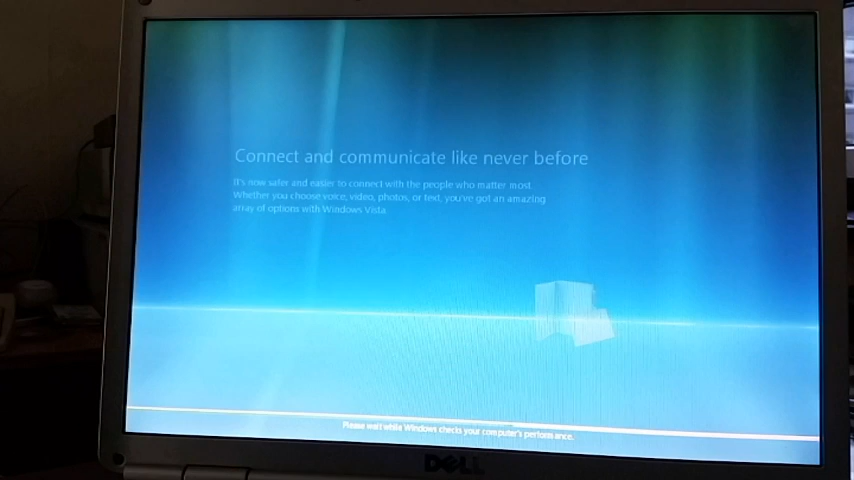 Connect and communicate like never before
It's now safer and easier to connect with the people who matter most.
Whether you choose voice, video, photos, or text, you've got an amazing
array of options with Windows Vista.
Please wait while Windows checks your computer's performance.
DELL